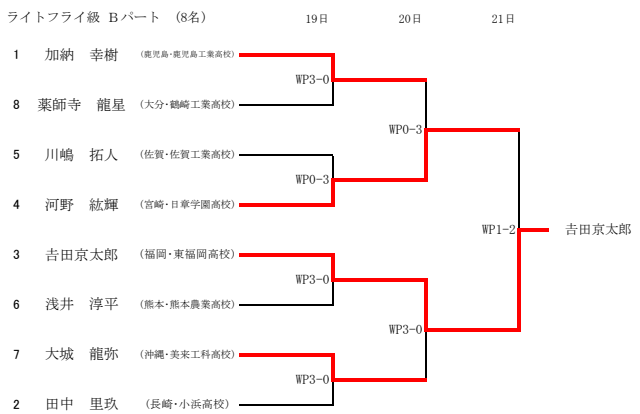 ライトフライ級 Bパート (8名) 19日 20日 21日
1 加納 幸樹 (鹿児島・鹿児島工業高校)
WP3-0
8 薬師寺 龍星 (大分・鶴崎工業高校)
WP0-3
5 川嶋 拓人 (佐賀・佐賀工業高校)
WP0-3
4 河野 紘輝 (宮崎・日章学園高校)
WP1-2 吉田京太郎
3 吉田京太郎 (福岡・東福岡高校)
WP3-0
6 浅井 淳平 (熊本・熊本農業高校)
WP3-0
7 大城 龍弥 (沖縄・美来工科高校)
WP3-0
2 田中 里玖 (長崎・小浜高校)